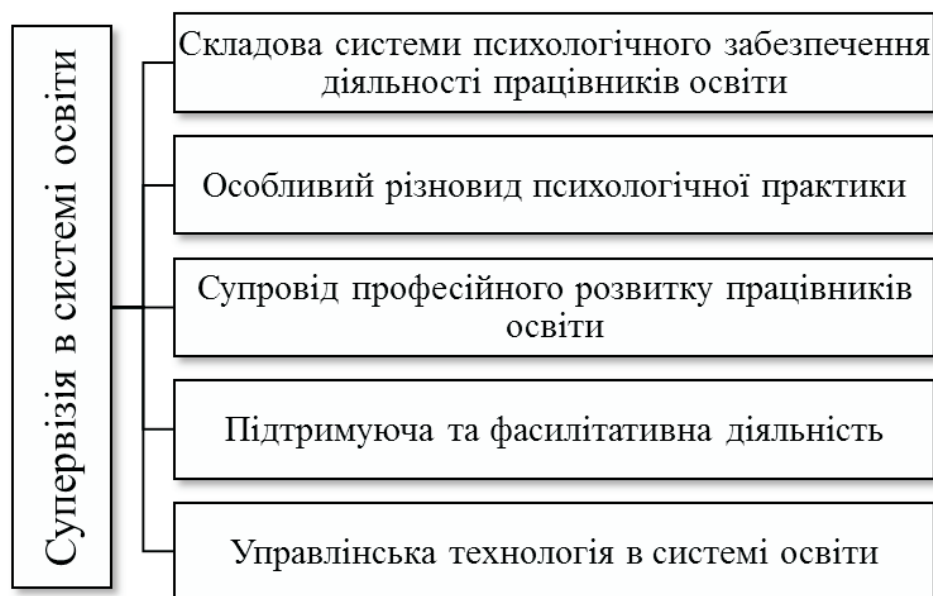 Супервізія в системі освіти
Складова системи психологічного забезпечення
діяльності працівників освіти
Особливий різновид психологічної практики
Супровід професійного розвитку працівників
освіти
Підтримуюча та фасилітативна діяльність
Управлінська технологія в системі освіти